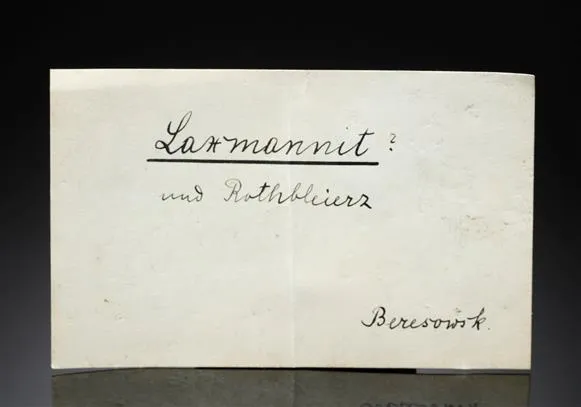 Laxmannit ?
und Rothbleierz
Beresowsk.